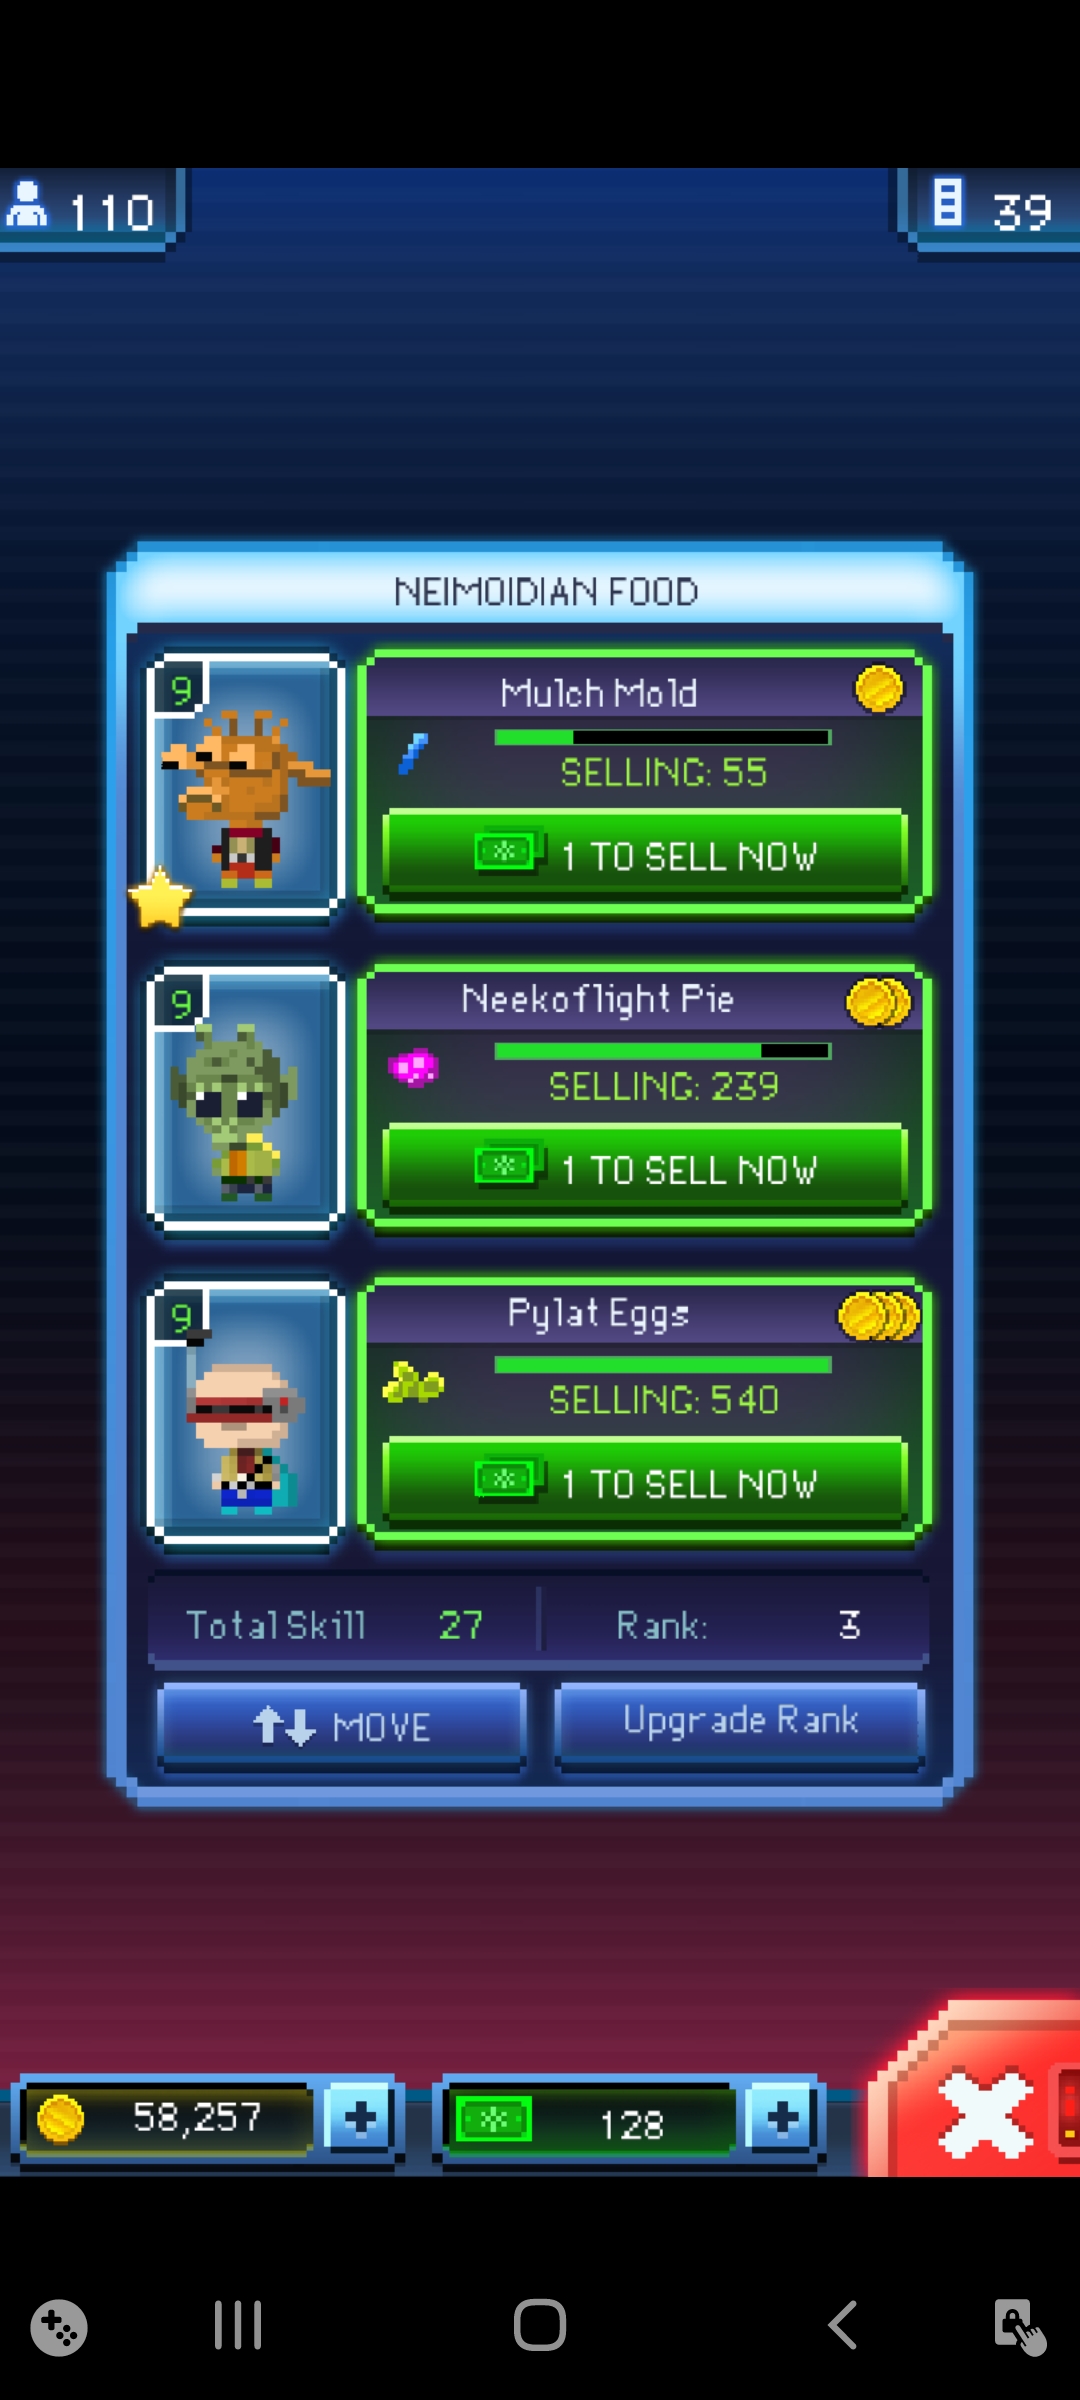 110
39
NEIMOIDIAN FOOD
9
Mulch Mold
SELLING: 55
1 TO SELL NOW
9
Neekoflight Pie
SELLING: 239
1 TO SELL NOW
9
Pylat Eggs
SELLING: 540
1 TO SELL NOW
Total Skill 27 Rank: 3
MOVE Upgrade Rank
58,257 128